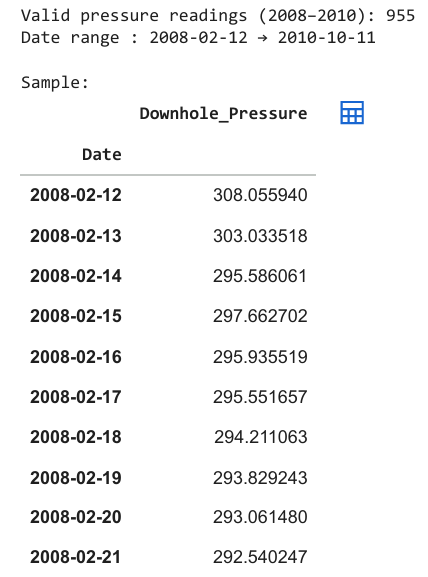 Valid pressure readings (2008–2010): 955
Date range : 2008-02-12 → 2010-10-11
Sample:
Downhole_Pressure
Date
2008-02-12 308.055940
2008-02-13 303.033518
2008-02-14 295.586061
2008-02-15 297.662702
2008-02-16 295.935519
2008-02-17 295.551657
2008-02-18 294.211063
2008-02-19 293.829243
2008-02-20 293.061480
2008-02-21 292.540247